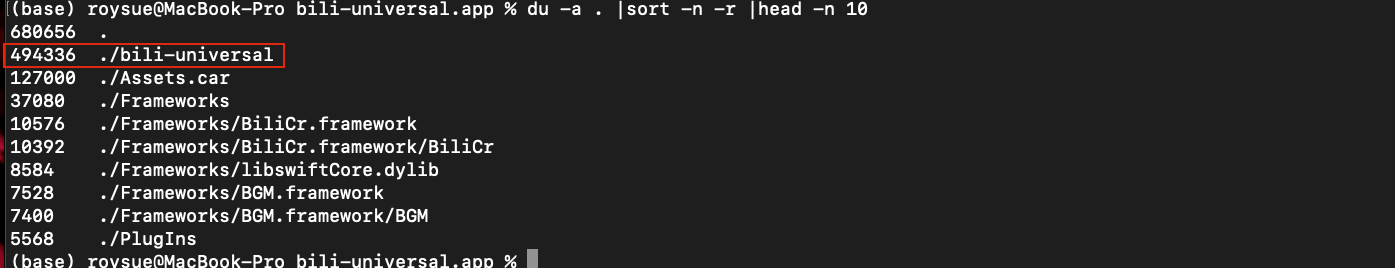 (base) roysue@MacBook-Pro bili-universal.app % du -a . |sort -n -r |head -n 10
680656 .
494336 ./bili-universal
127000 ./Assets.car
37080 ./Frameworks
10576 ./Frameworks/BiliCr.framework
10392 ./Frameworks/BiliCr.framework/BiliCr
8584 ./Frameworks/libswiftCore.dylib
7528 ./Frameworks/BGM.framework
7400 ./Frameworks/BGM.framework/BGM
5568 ./PlugIns
(base) roysue@MacBook-Pro bili-universal.app %